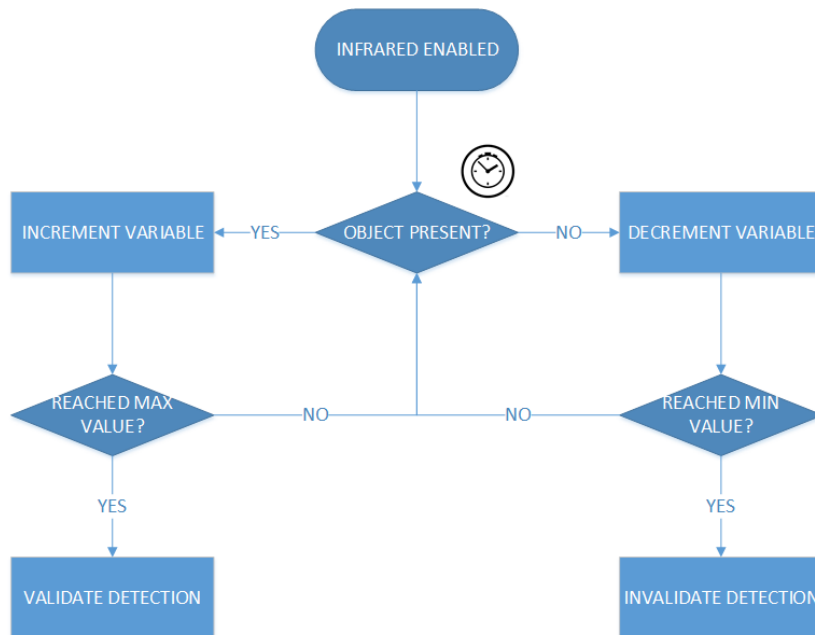 INFRARED ENABLED
INCREMENT VARIABLE
YES
OBJECT PRESENT?
NO
DECREMENT VARIABLE
REACHED MAX
VALUE?
NO
NO
REACHED MIN
VALUE?
YES
YES
VALIDATE DETECTION
INVALIDATE DETECTION